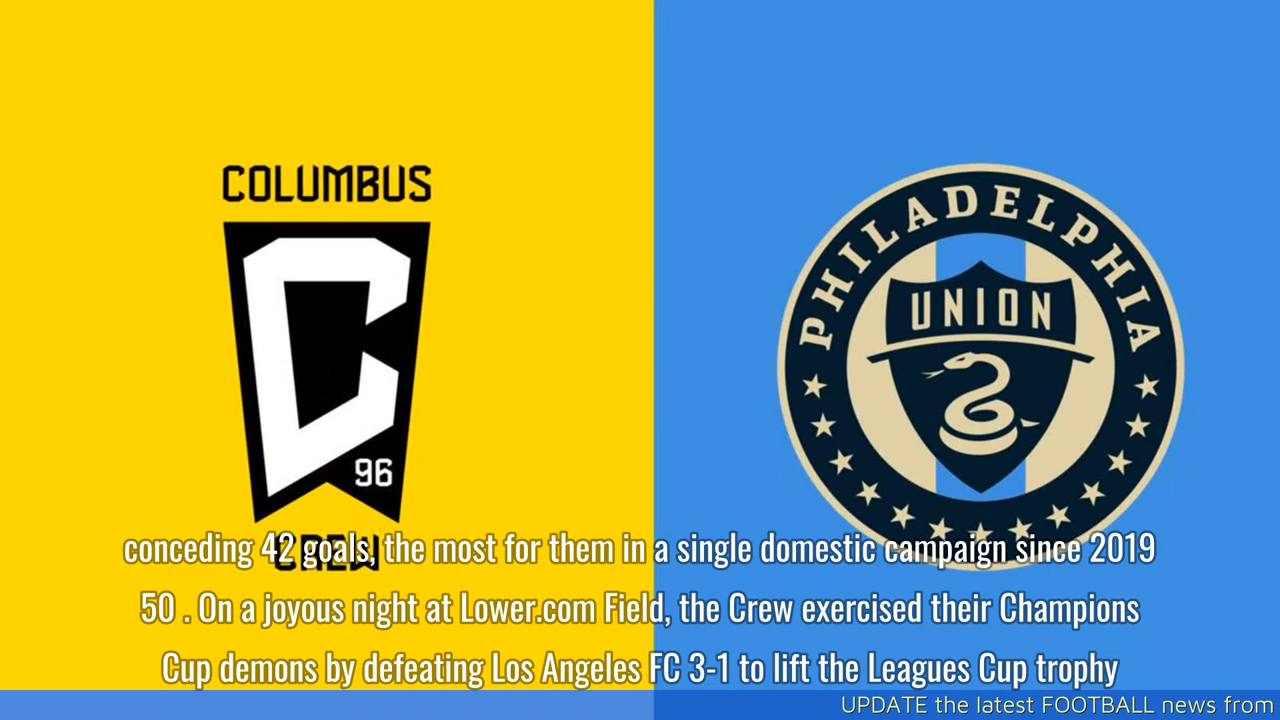 COLUMBUS
96
CREW
PHILADELPHIA
UNION
conceding 42 goals, the most for them in a single domestic campaign since 2019
50 . On a joyous night at Lower.com Field, the Crew exercised their Champions
Cup demons by defeating Los Angeles FC 3-1 to lift the Leagues Cup trophy
UPDATE the latest FOOTBALL news from